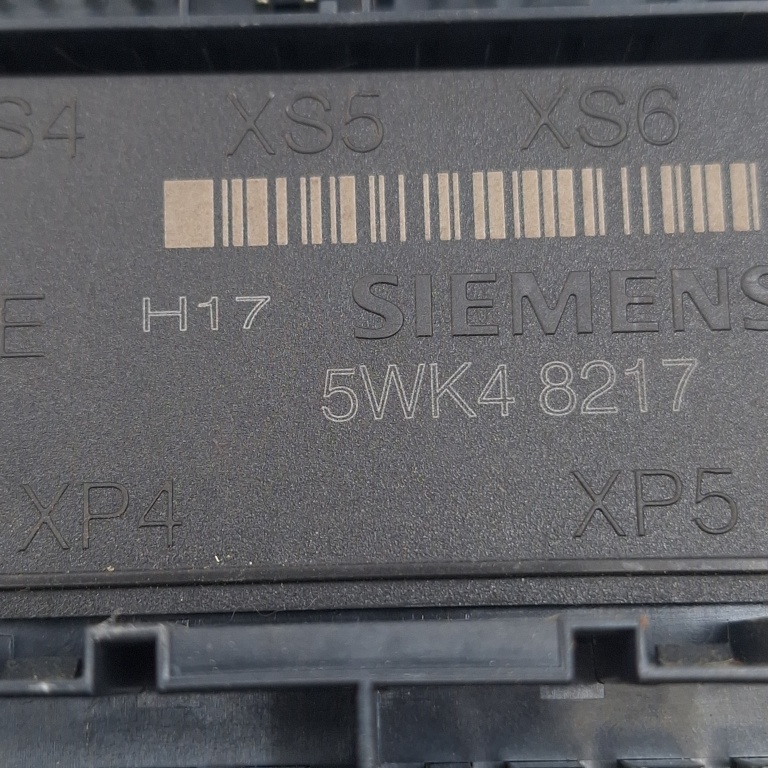 S4 XS5 XS6
E H17 SIEMENS
5WK4 8217
XP4 XP5